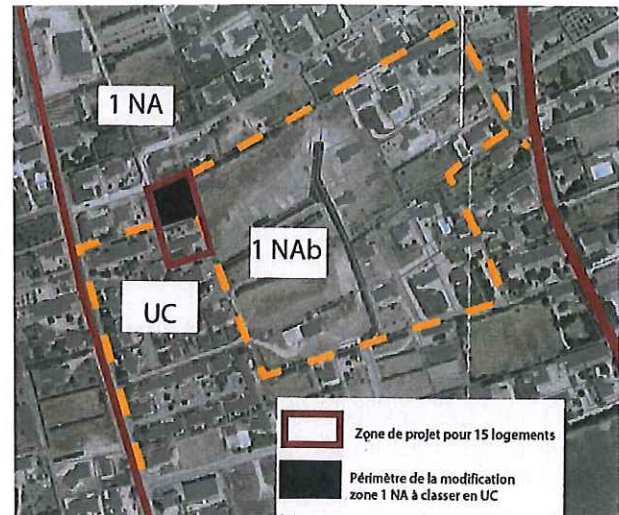 1 NA
1 NAb
UC
Zone de projet pour 15 logements
Périmètre de la modification
zone 1 NA à classer en UC